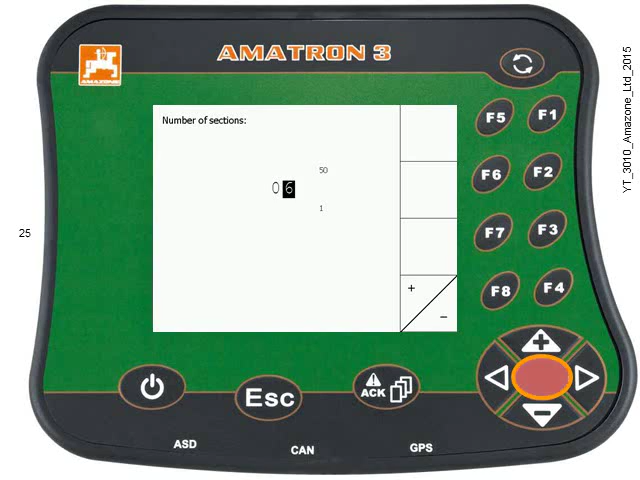 AMATRON 3
AMAZONE
YT_3010_Amazone_Ltd_2015
F5 F1
Number of sections:
50
F6 F2
06
1
25
F7 F3
+
F8 F4
−
+
Esc
ACK
−
ASD
CAN
GPS